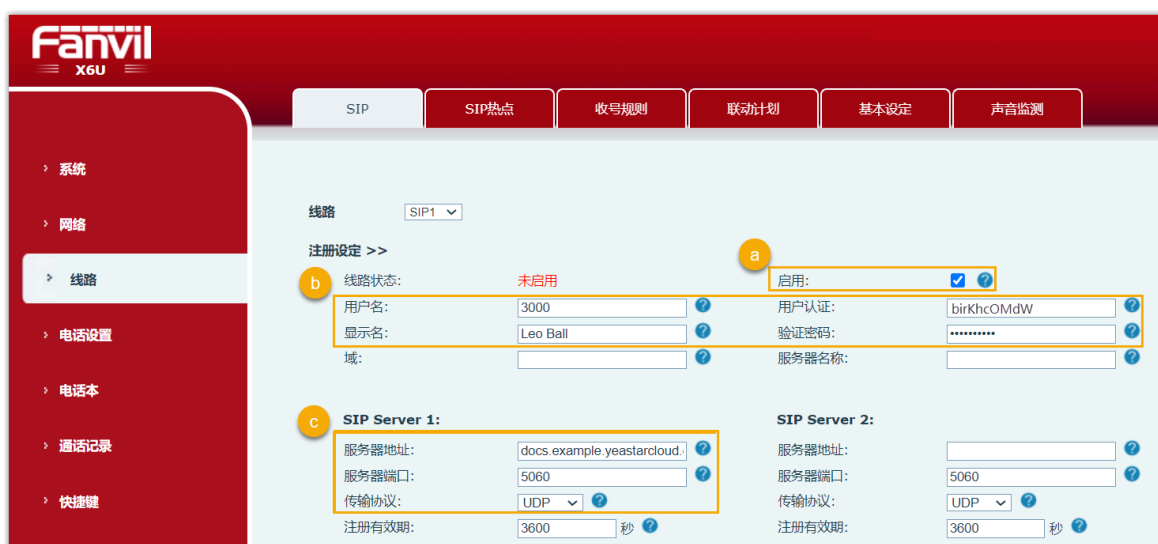 Fanvil
X6U
SIP SIP热点 收号规则 联动计划 基本设定 声音监测
系统
网络
线路
电话设置
电话本
通话记录
快捷键
线路 SIP1
注册设定 >>
a
b 线路状态: 未启用 启用:
用户名: 3000 用户认证: birKhcOMdW
显示名: Leo Ball 验证密码: ••••••••••
域: 服务器名称:
c SIP Server 1: SIP Server 2:
服务器地址: docs.example.yeastarcloud. 服务器地址:
服务器端口: 5060 服务器端口: 5060
传输协议: UDP 传输协议: UDP
注册有效期: 3600 秒 注册有效期: 3600 秒